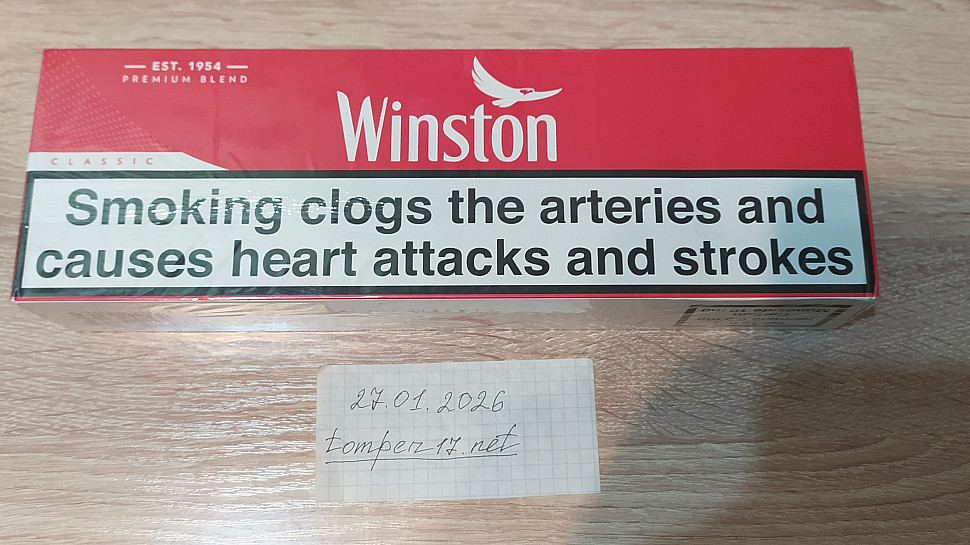 EST. 1954
PREMIUM BLEND
Winston
CLASSIC
Smoking clogs the arteries and
causes heart attacks and strokes
27.01.2026
tomper17.net